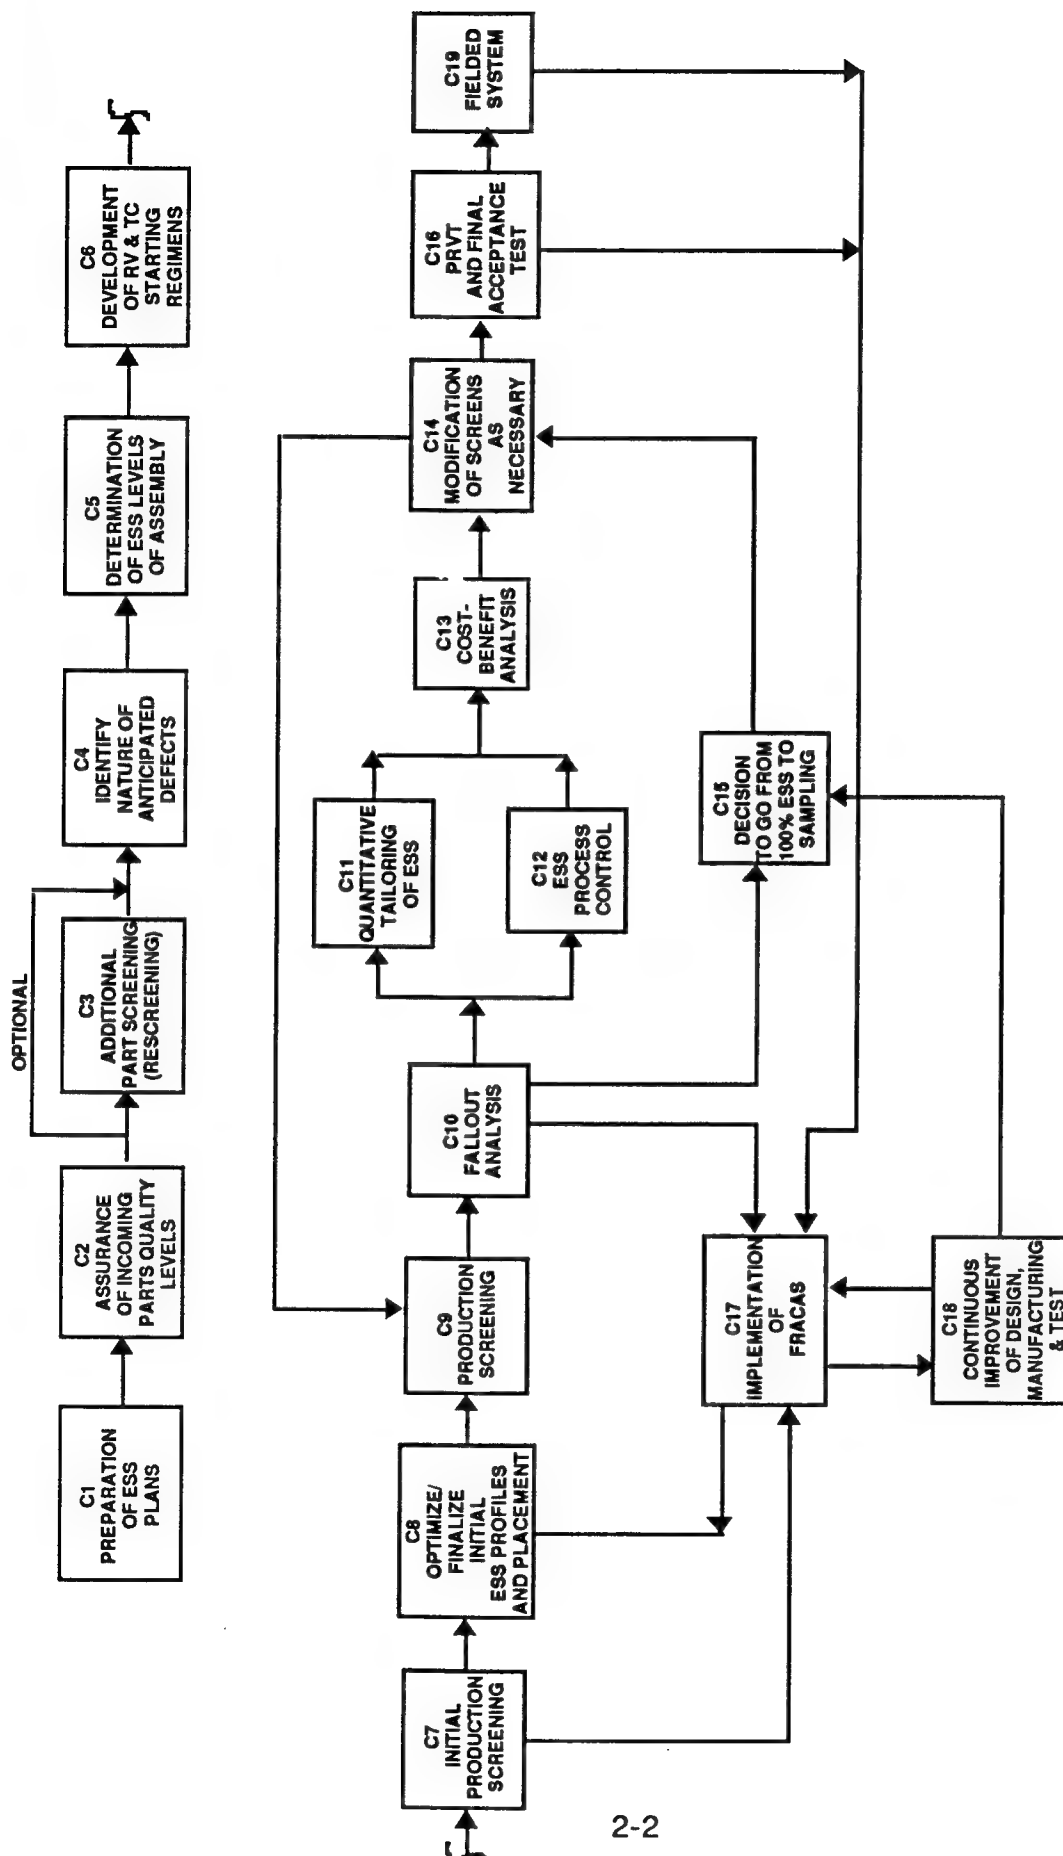 C1
PREPARATION
OF ESS
PLANS
C2
ASSURANCE
OF INCOMING
PARTS QUALITY
LEVELS
OPTIONAL
C3
ADDITIONAL
PART SCREENING
(RESCREENING)
C4
IDENTIFY
NATURE OF
ANTICIPATED
DEFECTS
C5
DETERMINATION
OF ESS LEVELS
OF ASSEMBLY
C6
DEVELOPMENT
OF RV & TC
STARTING
REGIMENS
C7
INITIAL
PRODUCTION
SCREENING
C8
OPTIMIZE/
FINALIZE
INITIAL
ESS PROFILES
AND PLACEMENT
C9
PRODUCTION
SCREENING
C10
FALLOUT
ANALYSIS
C11
QUANTITATIVE
TAILORING
OF ESS
C12
ESS
PROCESS
CONTROL
C13
COST-
BENEFIT
ANALYSIS
C14
MODIFICATION
OF SCREENS
AS
NECESSARY
C16
PRVT
AND FINAL
ACCEPTANCE
TEST
C19
FIELDED
SYSTEM
C15
DECISION
TO GO FROM
100% ESS TO
SAMPLING
C17
IMPLEMENTATION
OF
FRACAS
C18
CONTINUOUS
IMPROVEMENT
OF DESIGN,
MANUFACTURING
& TEST
2-2